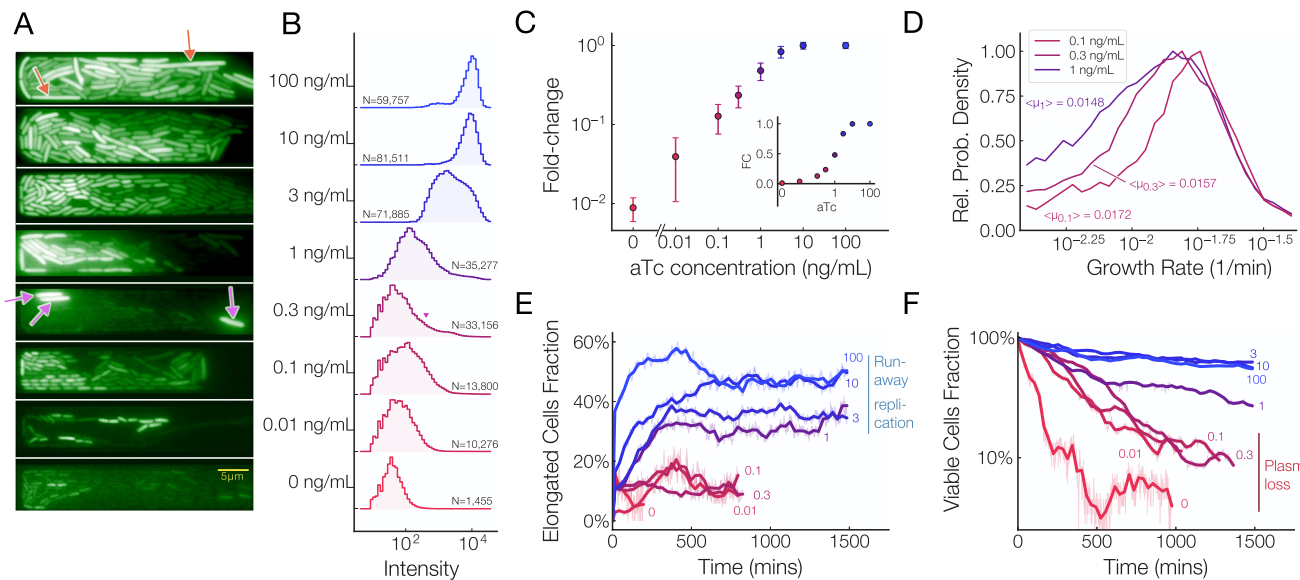 A
5μm
B
100 ng/mL
N=59,757
10 ng/mL
N=81,511
3 ng/mL
N=71,885
1 ng/mL
N=35,277
0.3 ng/mL
N=33,156
0.1 ng/mL
N=13,800
0.01 ng/mL
N=10,276
0 ng/mL
N=1,455
10² 10⁴
Intensity
C
Fold-change
10⁰
10⁻¹
10⁻²
0 0.01 0.1 1 10 100
aTc concentration (ng/mL)
FC
1.0
0.5
0.0
0 1 100
aTc
D
Rel. Prob. Density
1.00
0.75
0.50
0.25
0.00
0.1 ng/mL
0.3 ng/mL
1 ng/mL
<μ₁> = 0.0148
<μ₀.₃> = 0.0157
<μ₀.₁> = 0.0172
10⁻²·²⁵ 10⁻² 10⁻¹·⁷⁵ 10⁻¹·⁵
Growth Rate (1/min)
E
Elongated Cells Fraction
60%
40%
20%
0%
100
10
3
1
0.1
0.3
0.01
0
Run-
away
repli-
cation
0 500 1000 1500
Time (mins)
F
Viable Cells Fraction
100%
10%
3
10
100
1
0.1
0.3
0.01
0
Plasm
loss
0 500 1000 1500
Time (mins)